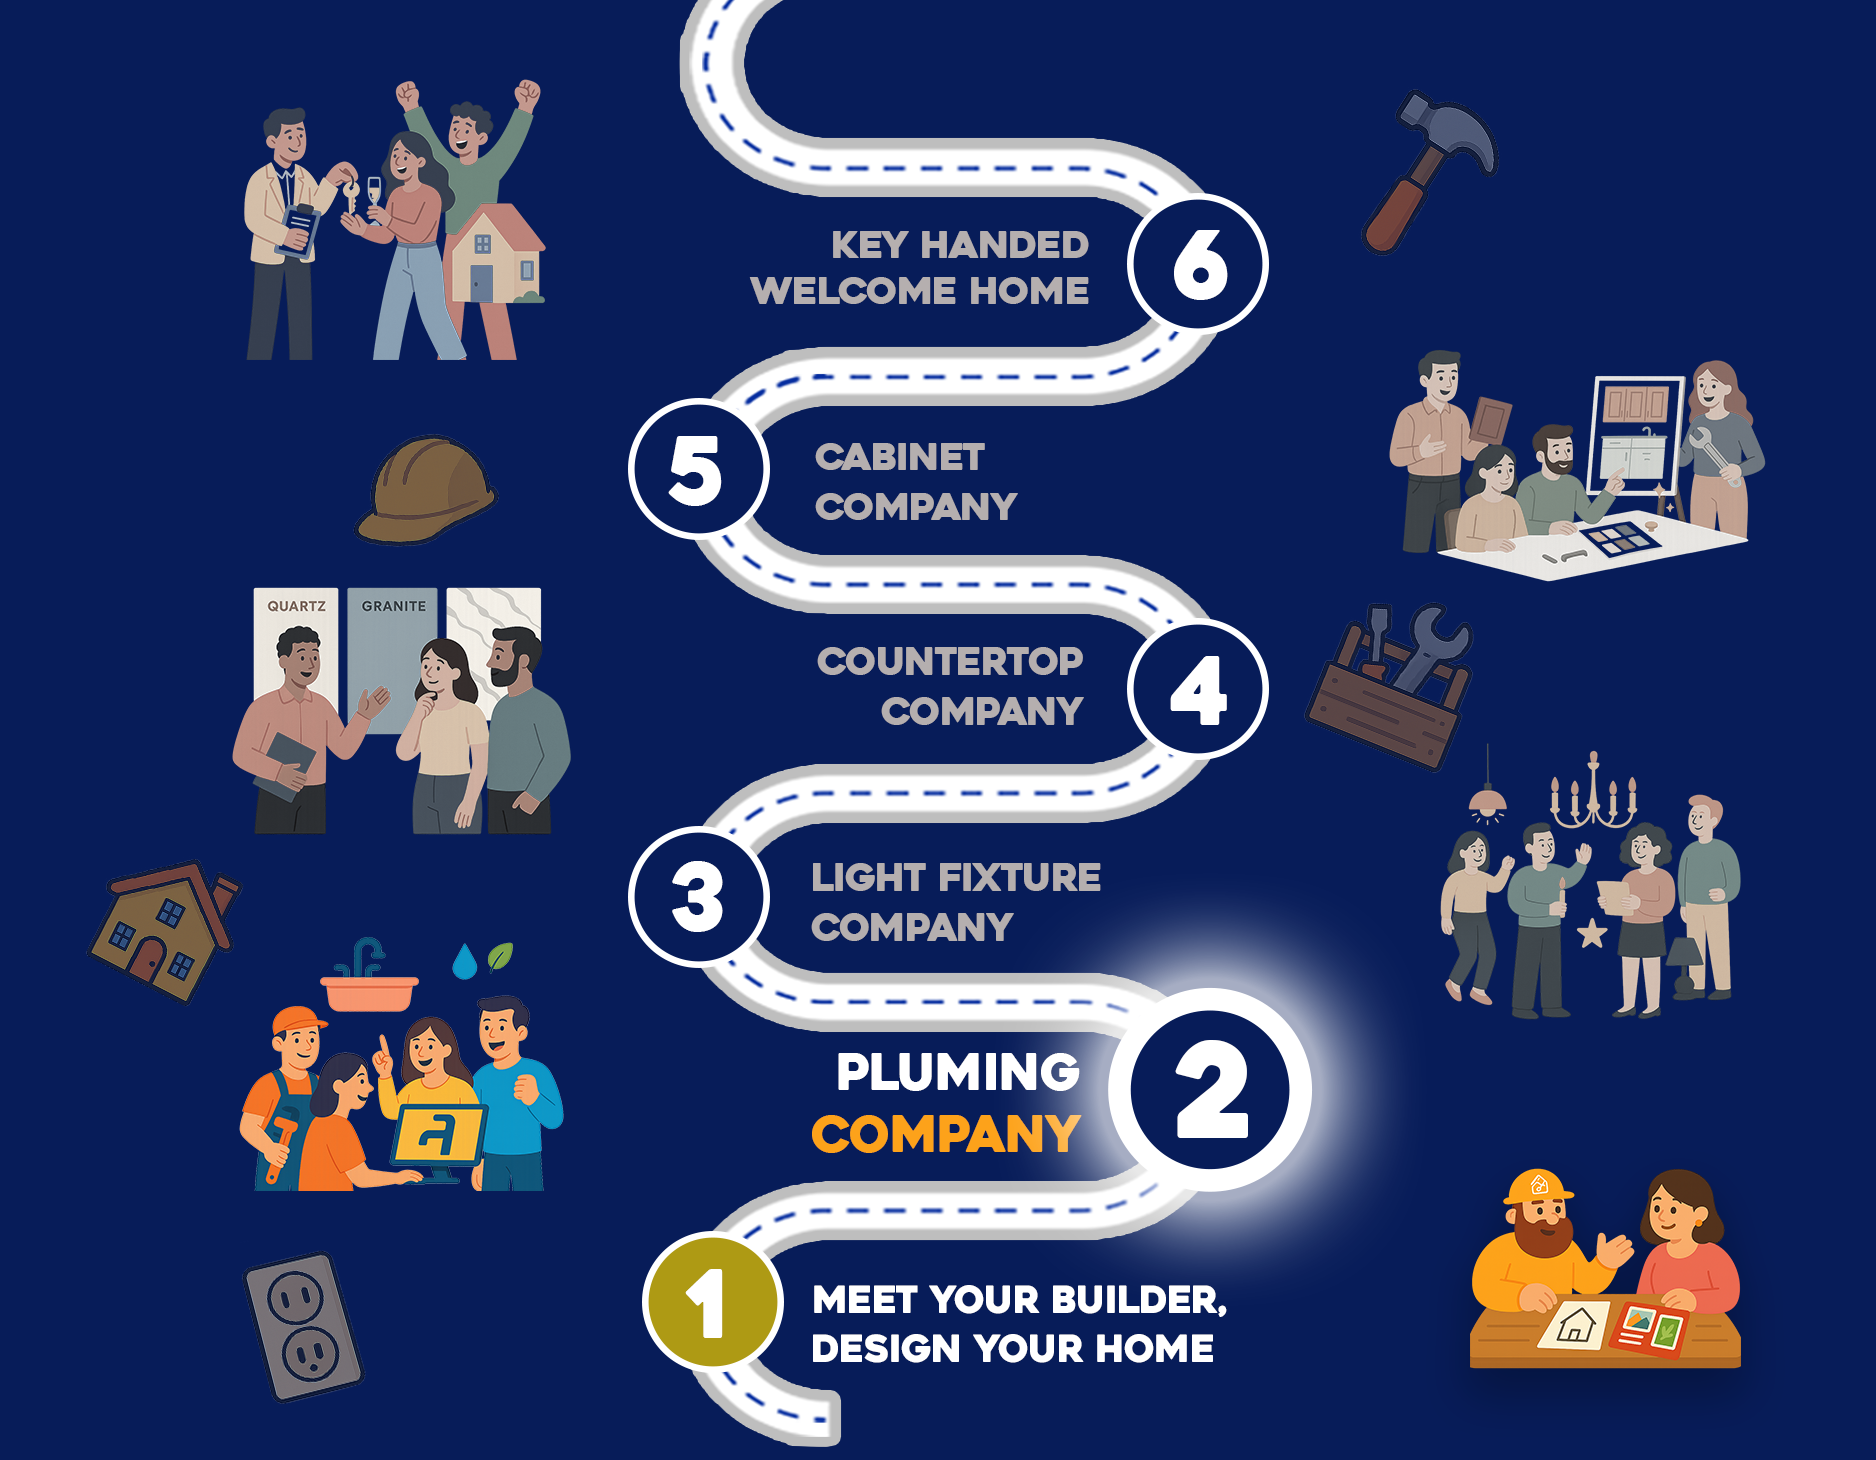 6
KEY HANDED
WELCOME HOME
5
CABINET
COMPANY
QUARTZ
GRANITE
4
COUNTERTOP
COMPANY
3
LIGHT FIXTURE
COMPANY
2
PLUMING
COMPANY
a
1
MEET YOUR BUILDER,
DESIGN YOUR HOME